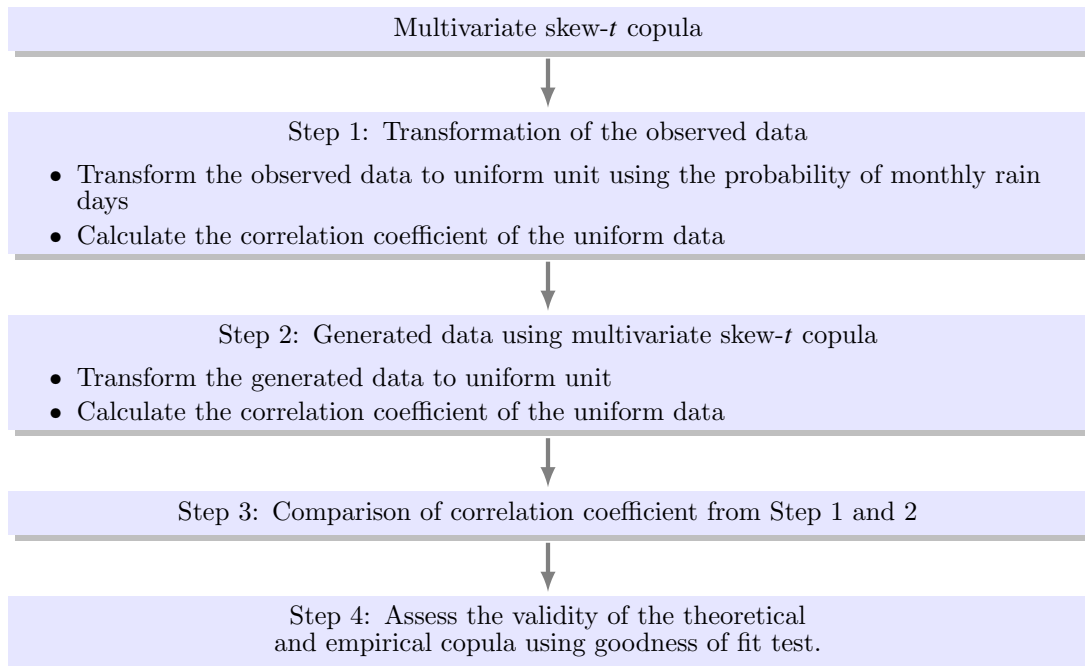 Multivariate skew-t copula
Step 1: Transformation of the observed data
• Transform the observed data to uniform unit using the probability of monthly rain
days
• Calculate the correlation coefficient of the uniform data
Step 2: Generated data using multivariate skew-t copula
• Transform the generated data to uniform unit
• Calculate the correlation coefficient of the uniform data
Step 3: Comparison of correlation coefficient from Step 1 and 2
Step 4: Assess the validity of the theoretical
and empirical copula using goodness of fit test.